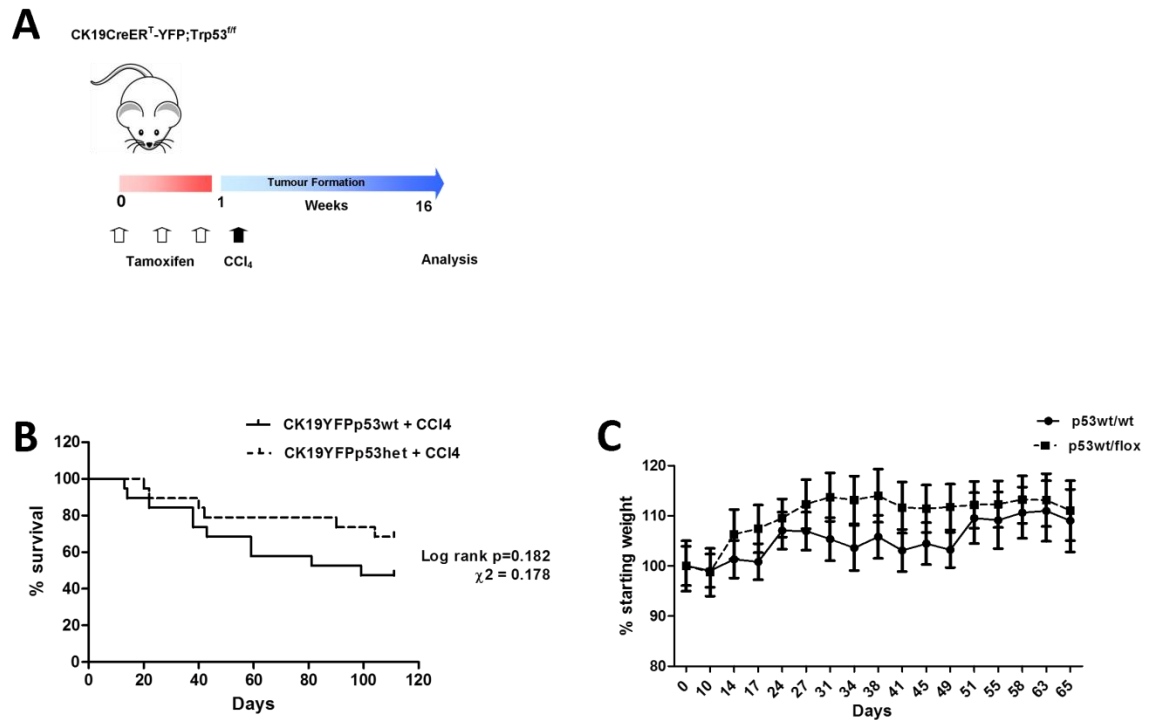 A
CK19CreERᵀ-YFP;Trp53ᶠ/ᶠ
Tumour Formation
0
1
Weeks
16
Tamoxifen
CCl₄
Analysis
B
CK19YFPp53wt + CCl4
CK19YFPp53het + CCl4
120
100
80
60
40
20
0
% survival
0 20 40 60 80 100 120
Days
Log rank p=0.182
χ2 = 0.178
C
p53wt/wt
p53wt/flox
120
110
100
90
80
% starting weight
0 10 14 17 24 27 31 34 38 41 45 49 51 55 58 63 65
Days